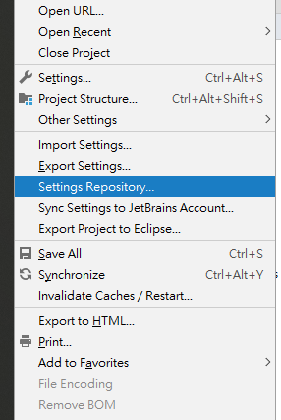 Open URL...
Open Recent
Close Project
Settings... Ctrl+Alt+S
Project Structure... Ctrl+Alt+Shift+S
Other Settings
Import Settings...
Export Settings...
Settings Repository...
Sync Settings to JetBrains Account...
Export Project to Eclipse...
Save All Ctrl+S
Synchronize Ctrl+Alt+Y
Invalidate Caches / Restart...
Export to HTML...
Print...
Add to Favorites
File Encoding
Remove BOM